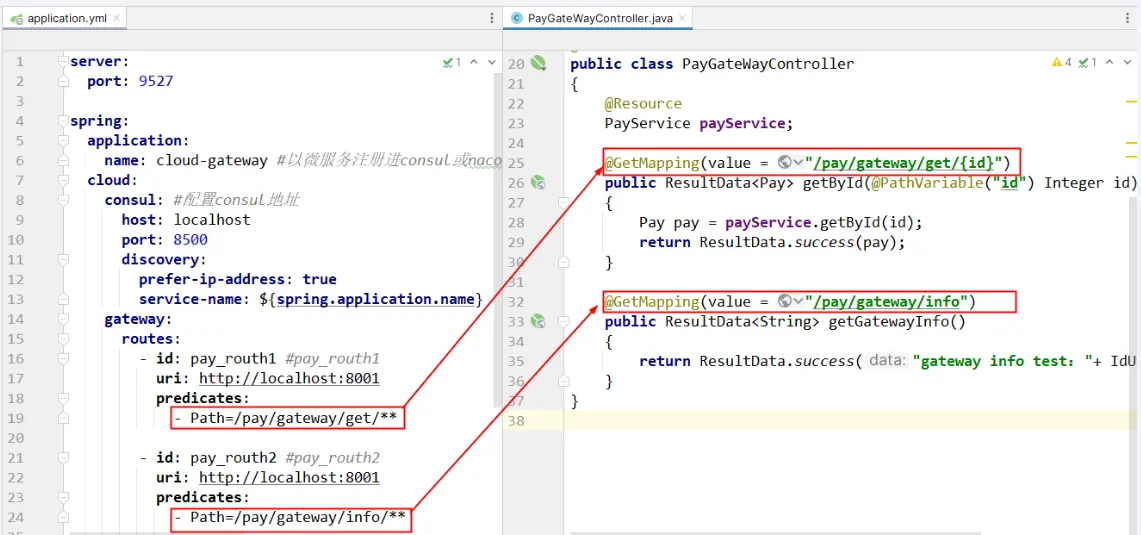 application.yml
1 server:
2 port: 9527
3
4 spring:
5 application:
6 name: cloud-gateway #以微服务注册进consul或naco
7 cloud:
8 consul: #配置consul地址
9 host: localhost
10 port: 8500
11 discovery:
12 prefer-ip-address: true
13 service-name: ${spring.application.name}
14 gateway:
15 routes:
16 - id: pay_routh1 #pay_routh1
17 uri: http://localhost:8001
18 predicates:
19 - Path=/pay/gateway/get/**
20
21 - id: pay_routh2 #pay_routh2
22 uri: http://localhost:8001
23 predicates:
24 - Path=/pay/gateway/info/**
1
PayGateWayController.java
4 1
20 public class PayGateWayController
21 {
22 @Resource
23 PayService payService;
24
25 @GetMapping(value = "/pay/gateway/get/{id}")
26 public ResultData<Pay> getById(@PathVariable("id") Integer id)
27 {
28 Pay pay = payService.getById(id);
29 return ResultData.success(pay);
30 }
31
32 @GetMapping(value = "/pay/gateway/info")
33 public ResultData<String> getGatewayInfo()
34 {
35 return ResultData.success( data: "gateway info test: "+ IdU
36 }
37 }
38